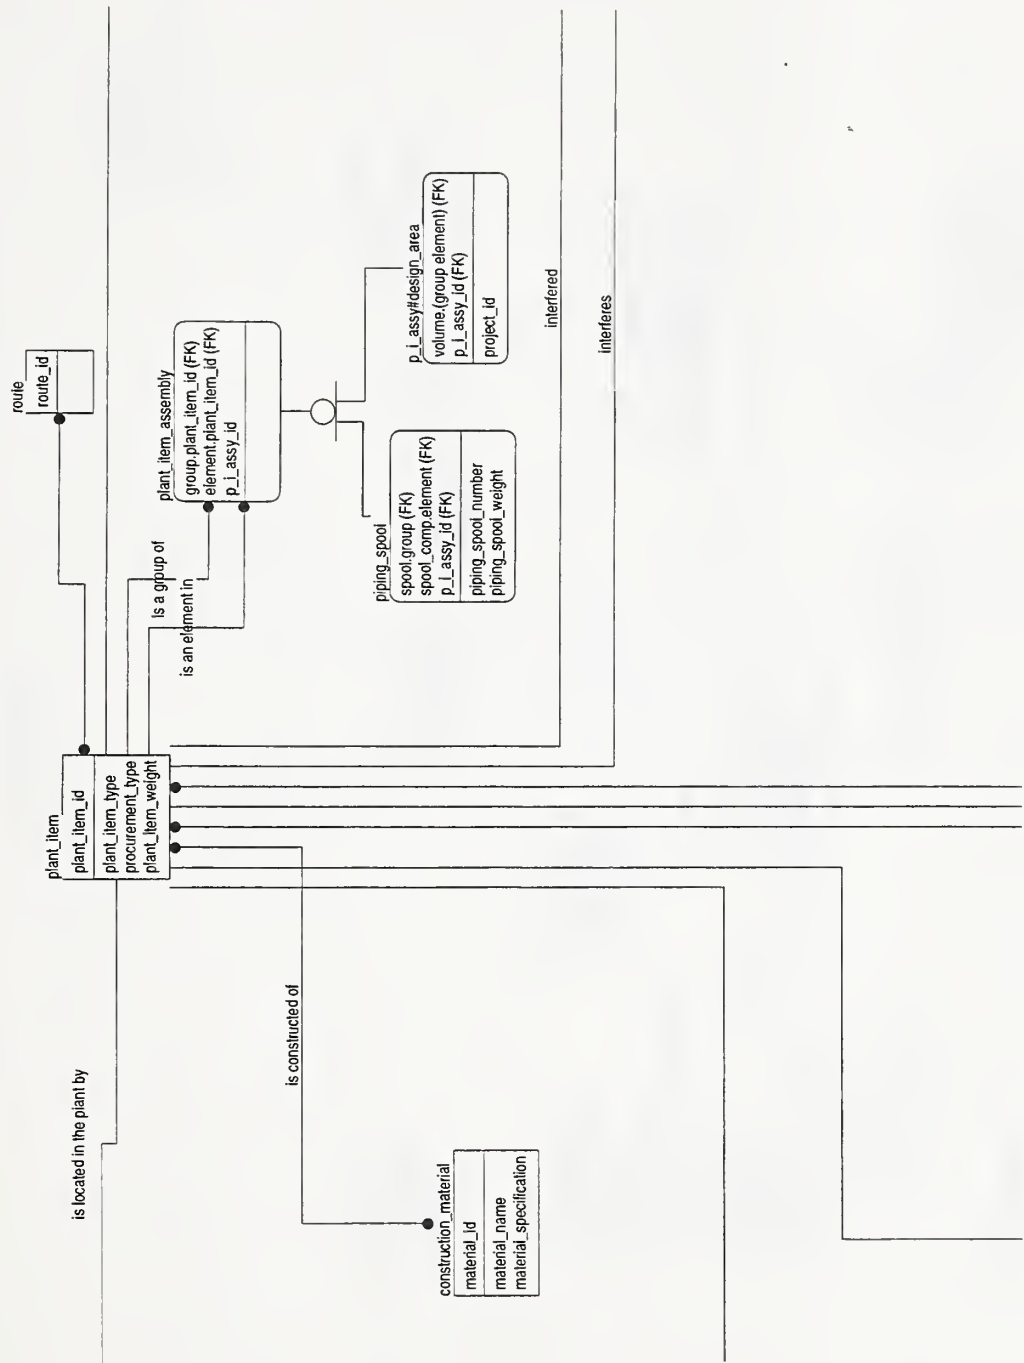 route
route_id
plant_item
plant_item_id
plant_item_type
procurement_type
plant_item_weight
plant_item_assembly
group.plant_item_id (FK)
element.plant_item_id (FK)
p_i_assy_id
is a group of
is an element in
p_i_assy#design_area
volume.(group element) (FK)
p_i_assy_id (FK)
project_id
piping_spool
spool.group (FK)
spool_comp.element (FK)
p_i_assy_id (FK)
piping_spool_number
piping_spool_weight
interfered
interferes
is located in the plant by
is constructed of
construction_material
material_id
material_name
material_specification